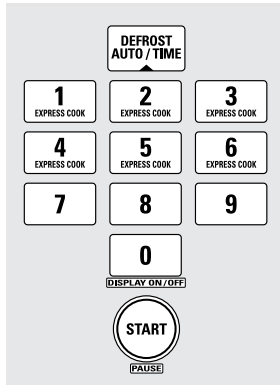 DEFROST
AUTO / TIME
1 2 3
EXPRESS COOK EXPRESS COOK EXPRESS COOK
4 5 6
EXPRESS COOK EXPRESS COOK EXPRESS COOK
7 8 9
0
DISPLAY ON/OFF
START
PAUSE